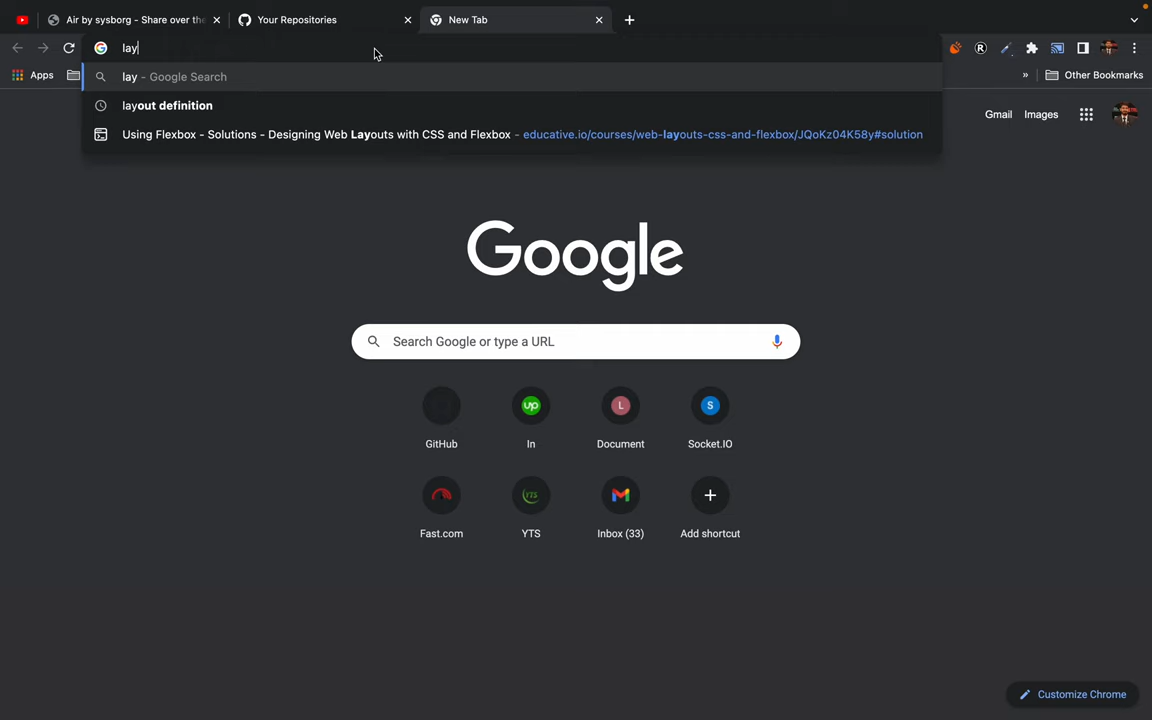 Air by sysborg - Share over the
Your Repositories
New Tab
lay
Apps
lay - Google Search
layout definition
Using Flexbox - Solutions - Designing Web Layouts with CSS and Flexbox - educative.io/courses/web-layouts-css-and-flexbox/JQoKz04K58y#solution
» Other Bookmarks
Gmail Images
Google
Search Google or type a URL
GitHub In Document Socket.IO
Fast.com YTS Inbox (33) Add shortcut
Customize Chrome